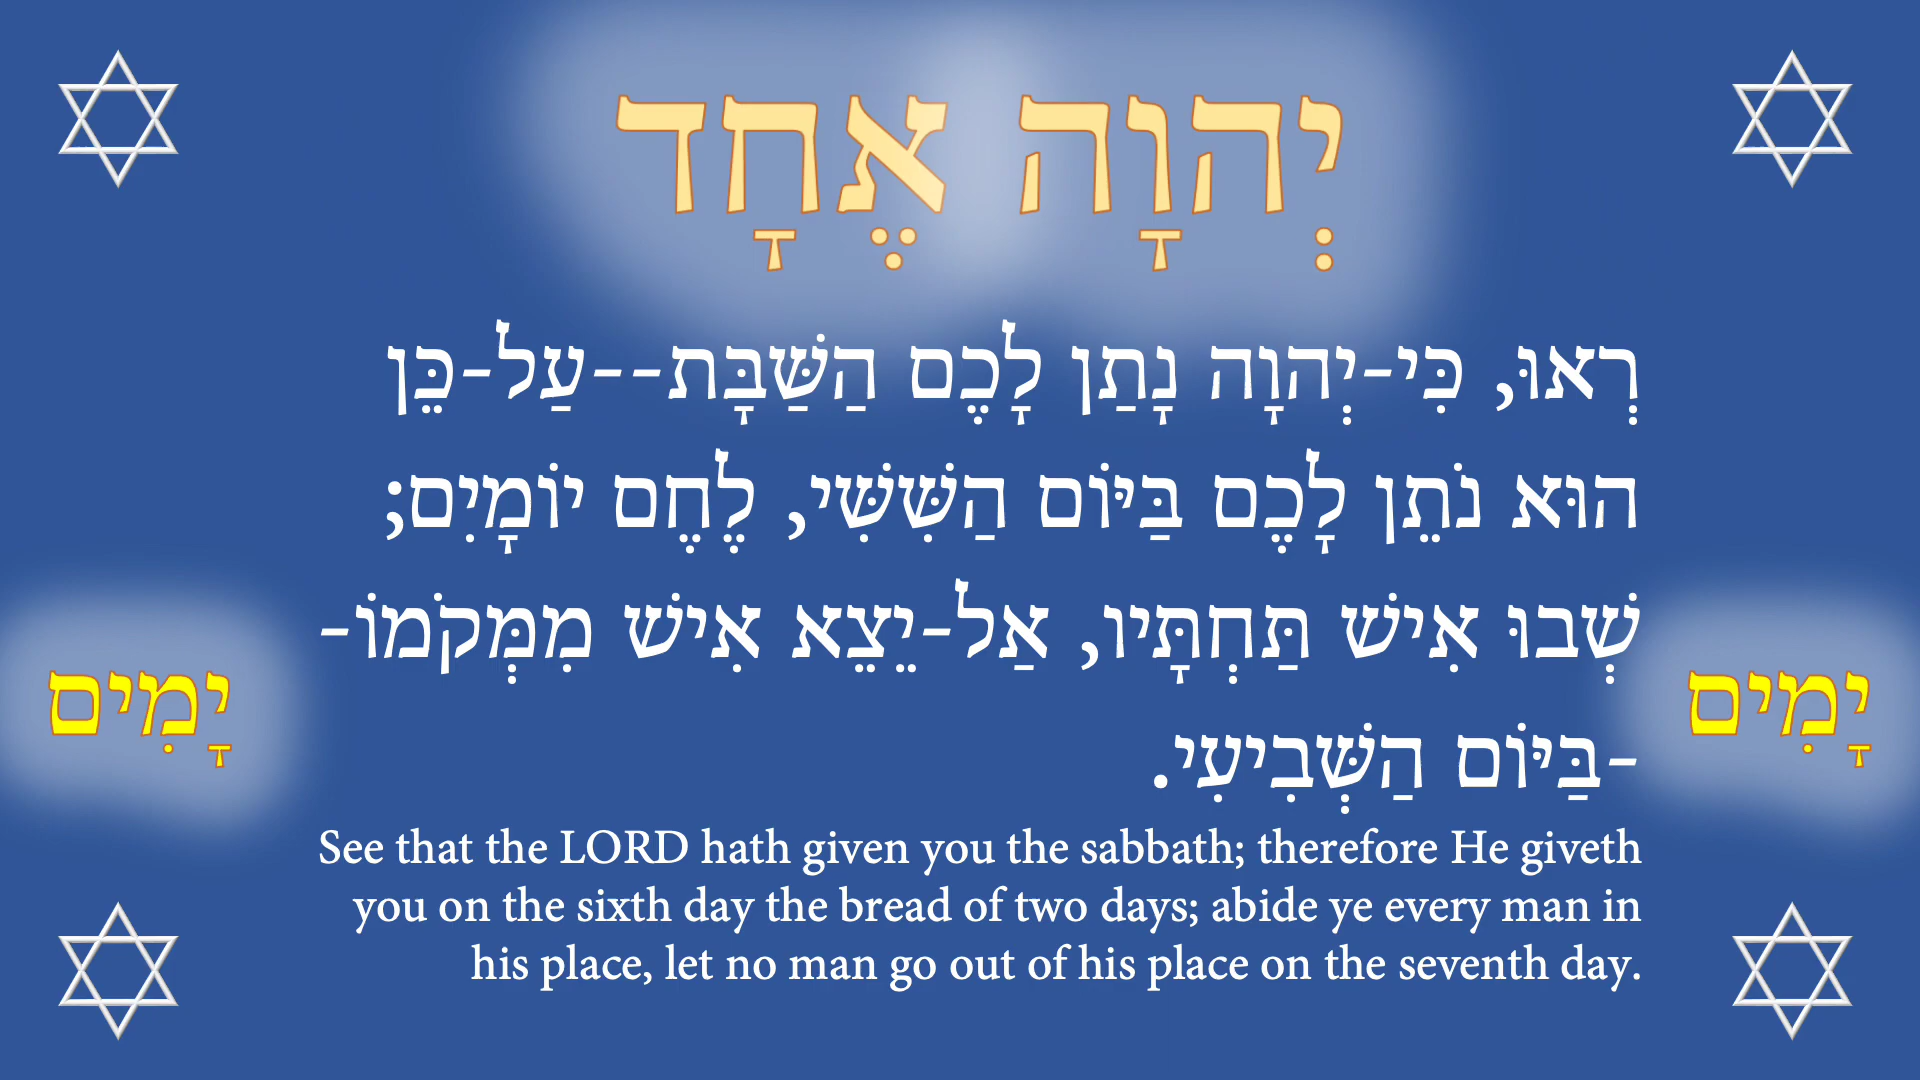 יְהוָה אֶחָד
רְאוּ, כִּי-יְהוָה נָתַן לָכֶם הַשַּׁבָּת--עַל-כֵּן
הוּא נֹתֵן לָכֶם בַּיּוֹם הַשִּׁשִּׁי, לֶחֶם יוֹמָיִם;
שְׁבוּ אִישׁ תַּחְתָּיו, אַל-יֵצֵא אִישׁ מִמְּקֹמוֹ-
-בַּיּוֹם הַשְּׁבִיעִי.
יָמִים
יָמִים
See that the LORD hath given you the sabbath; therefore He giveth
you on the sixth day the bread of two days; abide ye every man in
his place, let no man go out of his place on the seventh day.